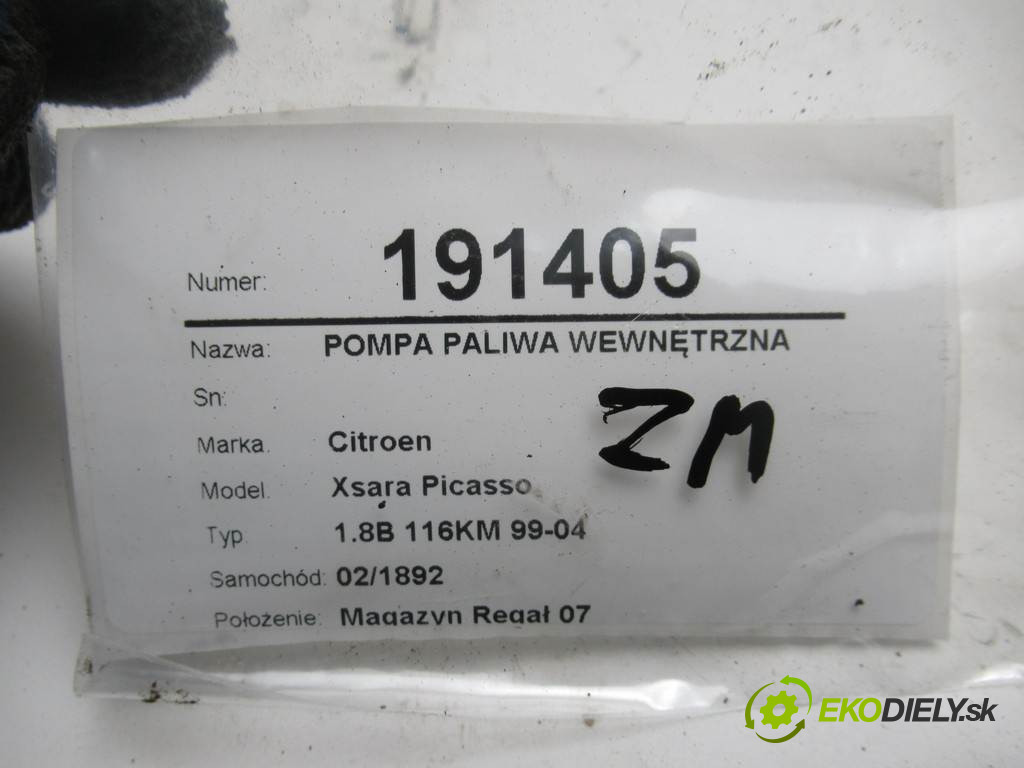 Numer: 191405
Nazwa: POMPA PALIWA WEWNĘTRZNA
Sn:
Marka. Citroen
Model. Xsara Picasso
Typ 1.8B 116KM 99-04
Samochód: 02/1892
Położenie: Magazyn Regał 07
ZM
EKODIELY.sk